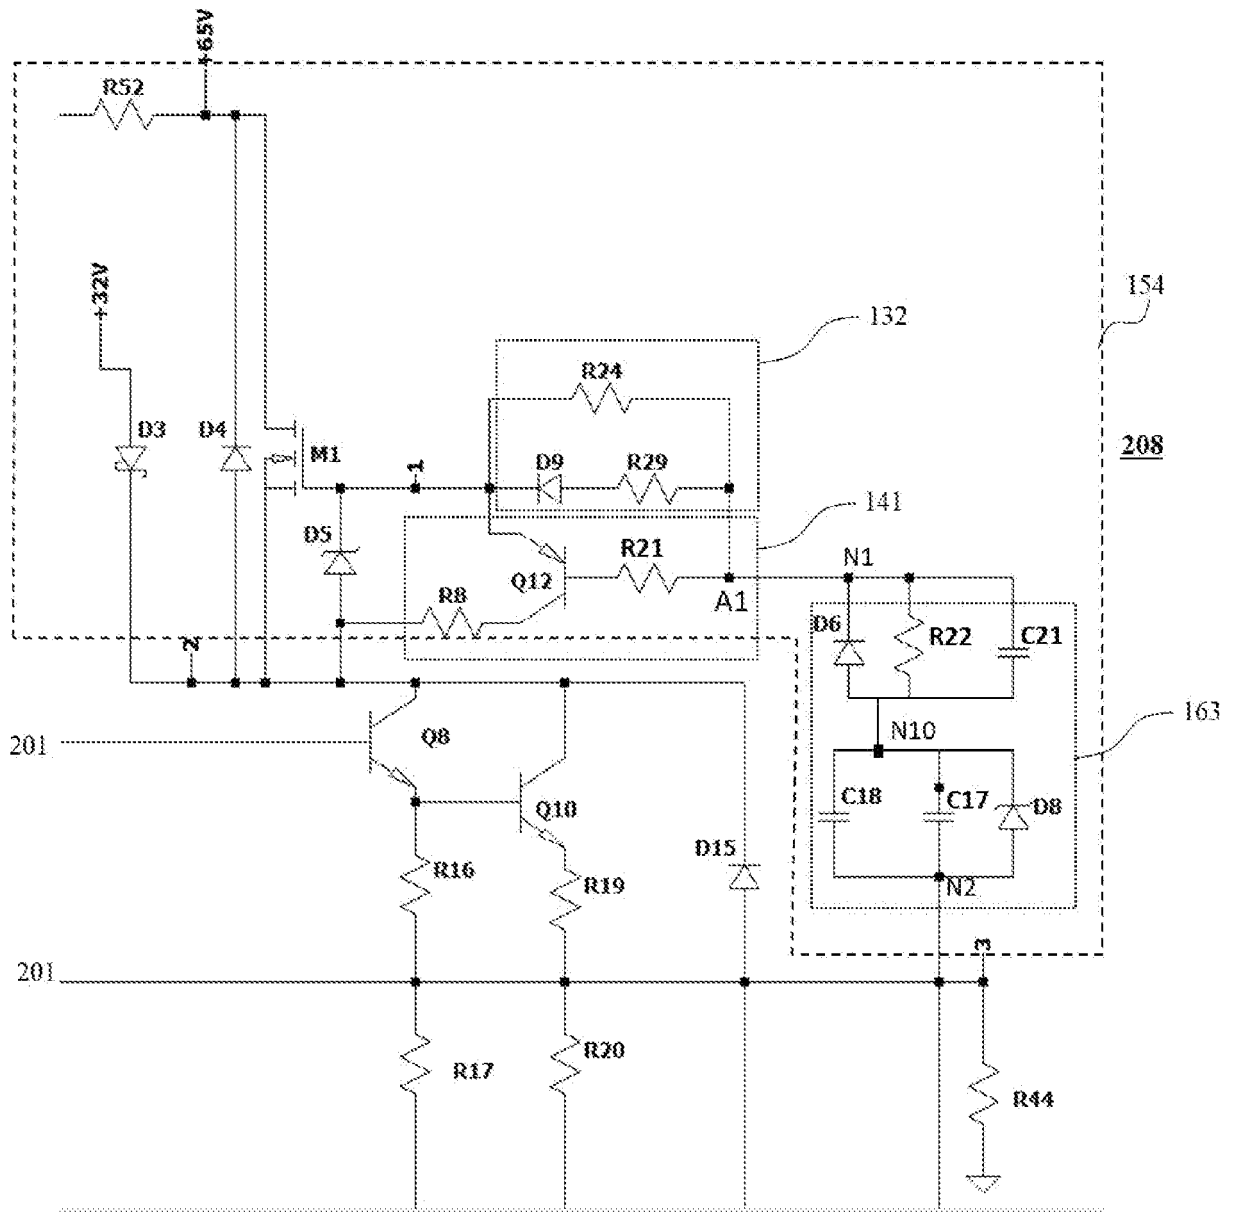 +65V
R52
154
+32V
132
R24
208
D3
D4
M1
1
D9
R29
141
D5
Q12
R21
N1
R8
A1
D6
R22
C21
2
163
201
Q8
N10
C18
C17
D8
Q10
D15
R16
R19
N2
3
201
R17
R20
R44